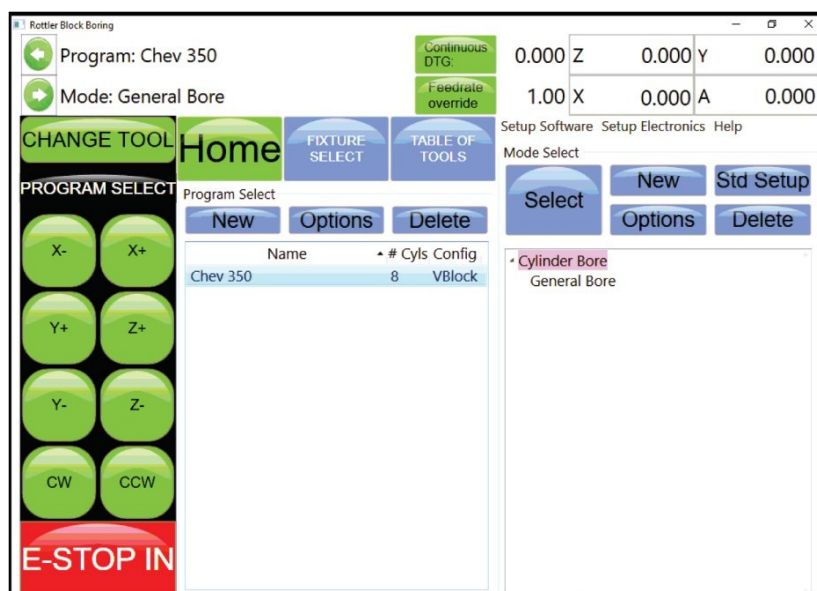 Rottler Block Boring
Program: Chev 350
Continuous DTG: 0.000 Z 0.000 Y 0.000
Mode: General Bore
Feedrate override 1.00 X 0.000 A 0.000
Setup Software Setup Electronics Help
CHANGE TOOL
Home
FIXTURE SELECT
TABLE OF TOOLS
Mode Select
Select
New
Std Setup
Options
Delete
PROGRAM SELECT
Program Select
New
Options
Delete
Name # Cyls Config
Chev 350 8 VBlock
Cylinder Bore
General Bore
X- X+
Y+ Z+
Y- Z-
CW CCW
E-STOP IN